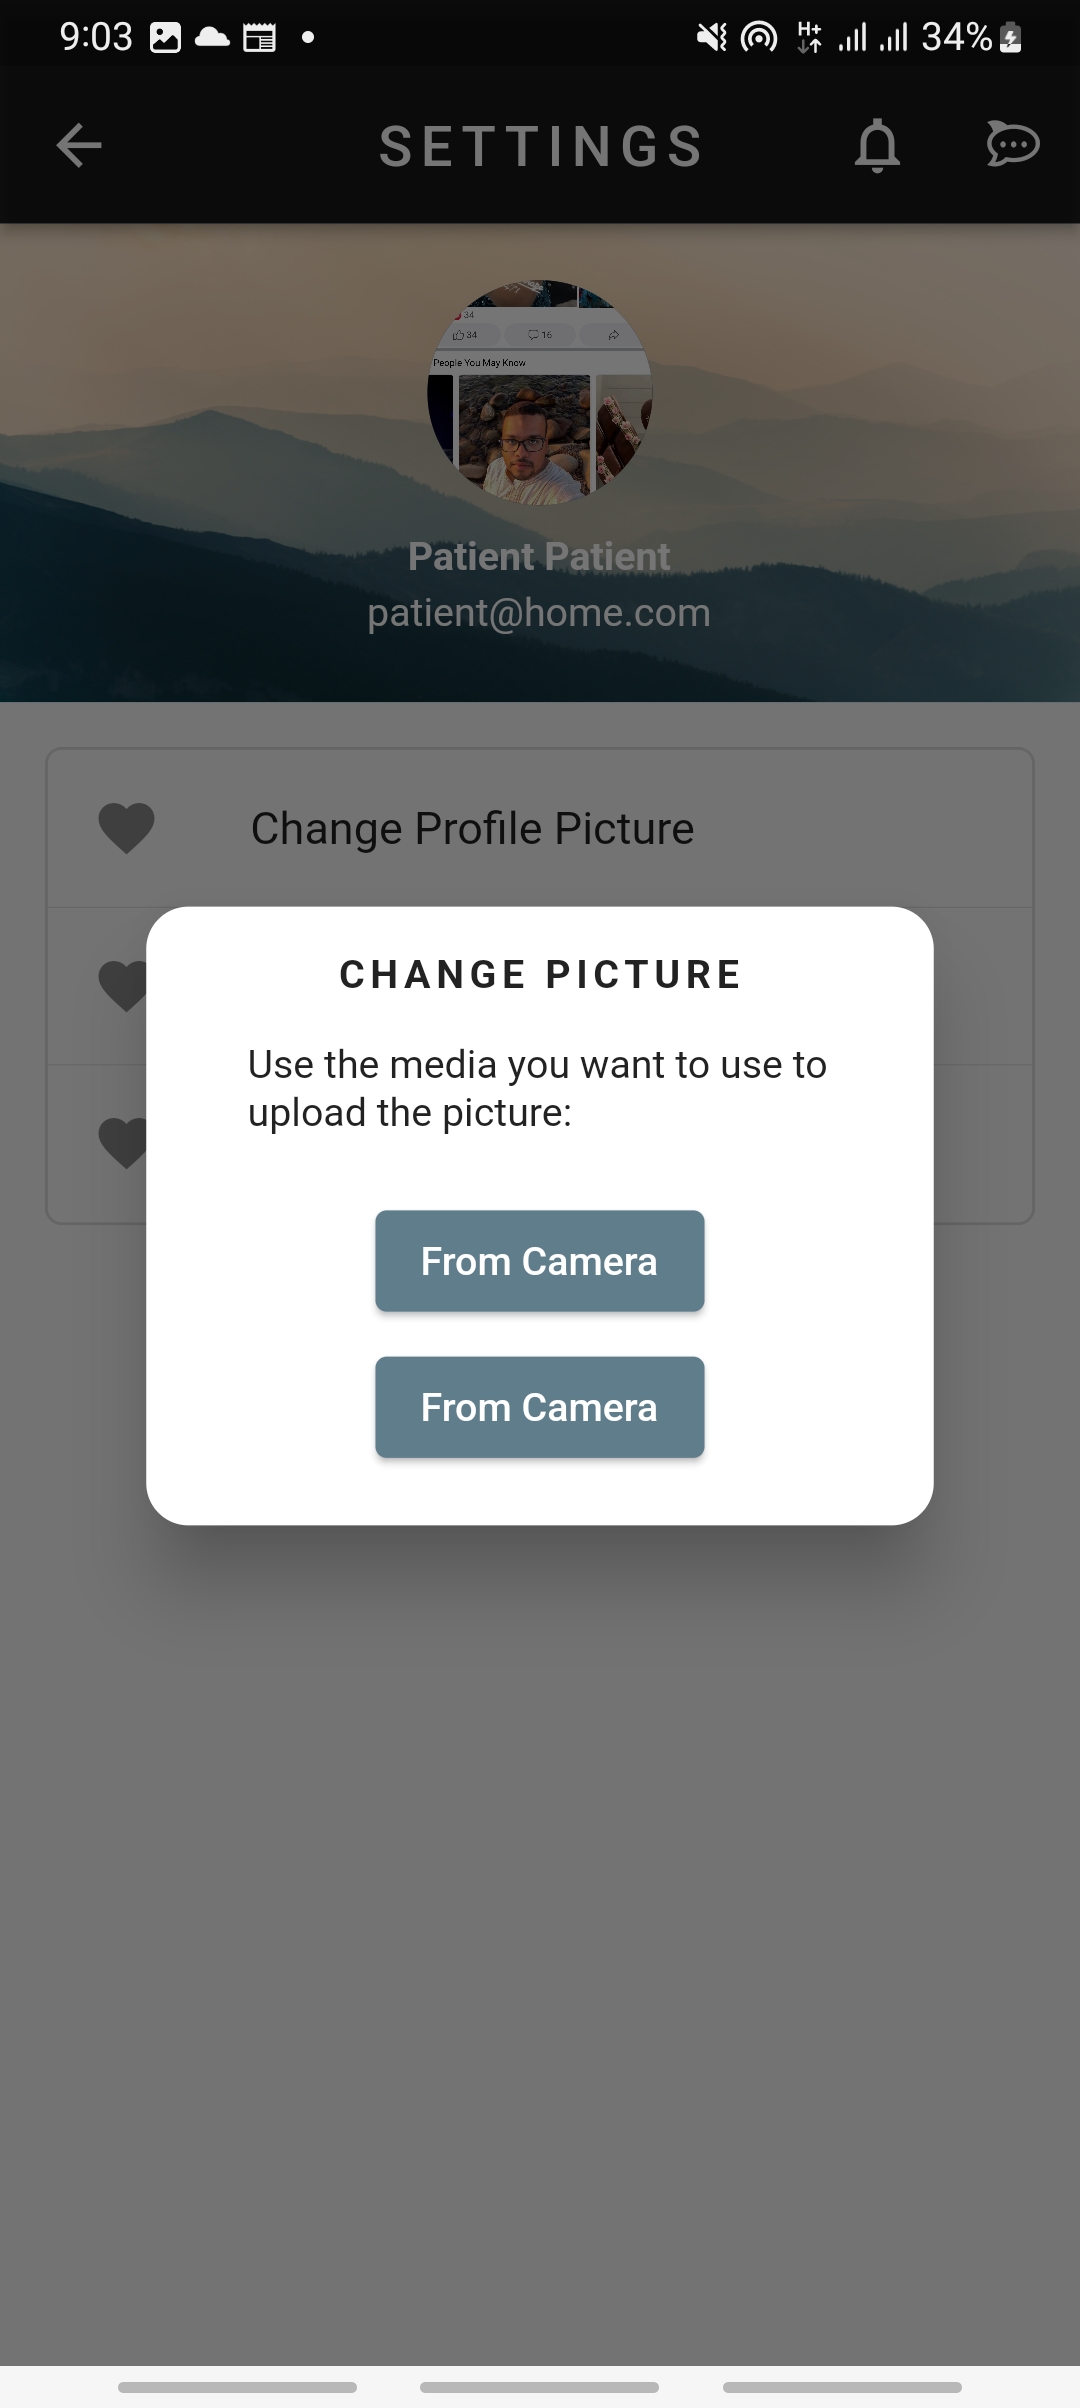 9:03
H+
34%
SETTINGS
34
34
16
People You May Know
Patient Patient
patient@home.com
Change Profile Picture
CHANGE PICTURE
Use the media you want to use to
upload the picture:
From Camera
From Camera